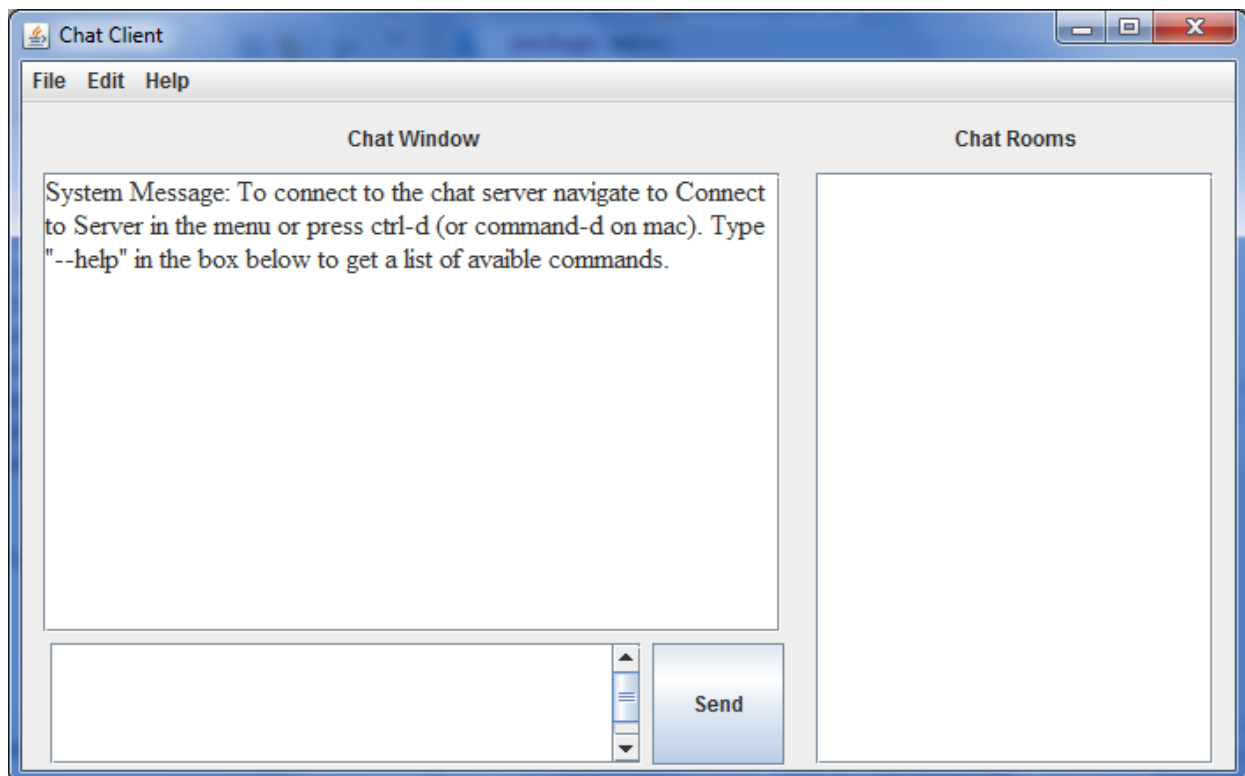 Chat Client
File Edit Help
Chat Window
Chat Rooms
System Message: To connect to the chat server navigate to Connect
to Server in the menu or press ctrl-d (or command-d on mac). Type
"--help" in the box below to get a list of avaible commands.
Send